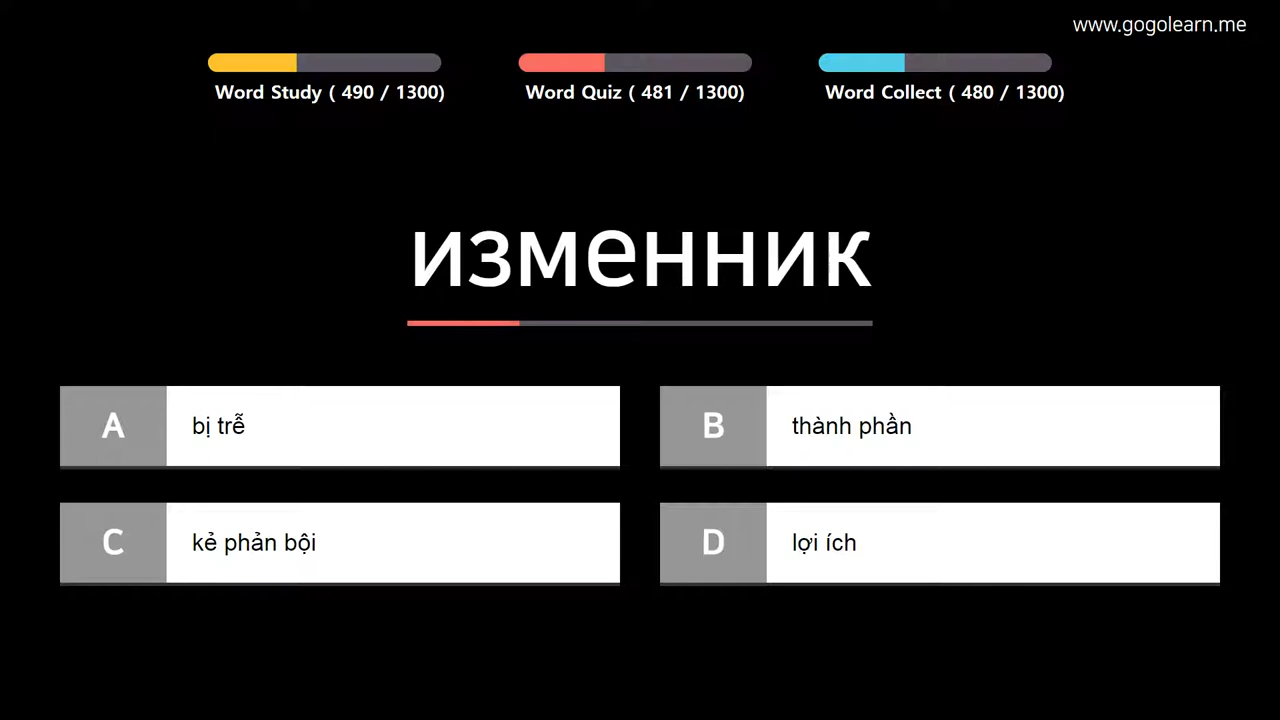 www.gogolearn.me
Word Study ( 490 / 1300)
Word Quiz ( 481 / 1300)
Word Collect ( 480 / 1300)
изменник
A bị trễ
B thành phần
C kẻ phản bội
D lợi ích